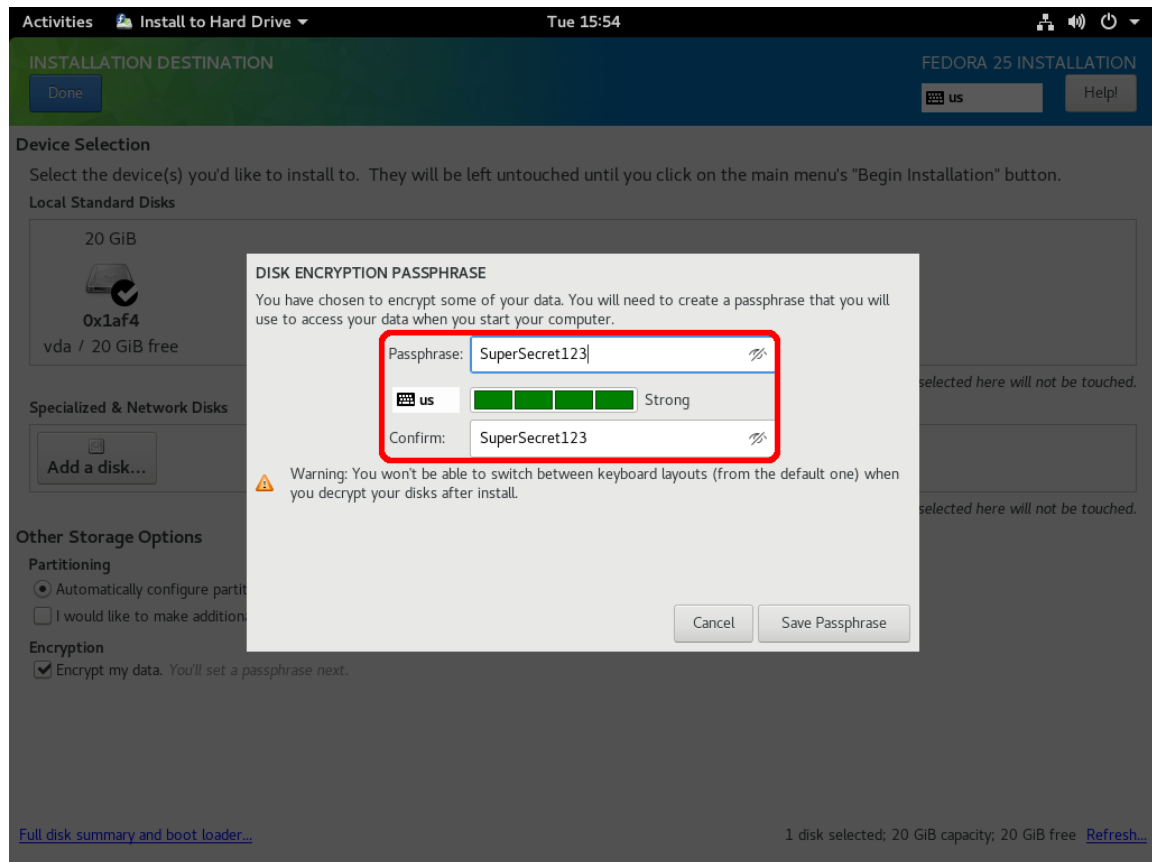 Activities Install to Hard Drive Tue 15:54
INSTALLATION DESTINATION FEDORA 25 INSTALLATION
Done us Help!
Device Selection
Select the device(s) you'd like to install to. They will be left untouched until you click on the main menu's "Begin Installation" button.
Local Standard Disks
20 GiB
0x1af4
vda / 20 GiB free
selected here will not be touched.
Specialized & Network Disks
Add a disk...
selected here will not be touched.
Other Storage Options
Partitioning
Automatically configure partit
I would like to make addition
Encryption
Encrypt my data. You'll set a passphrase next.
DISK ENCRYPTION PASSPHRASE
You have chosen to encrypt some of your data. You will need to create a passphrase that you will
use to access your data when you start your computer.
Passphrase: SuperSecret123
us Strong
Confirm: SuperSecret123
Warning: You won't be able to switch between keyboard layouts (from the default one) when
you decrypt your disks after install.
Cancel Save Passphrase
Full disk summary and boot loader... 1 disk selected; 20 GiB capacity; 20 GiB free Refresh...